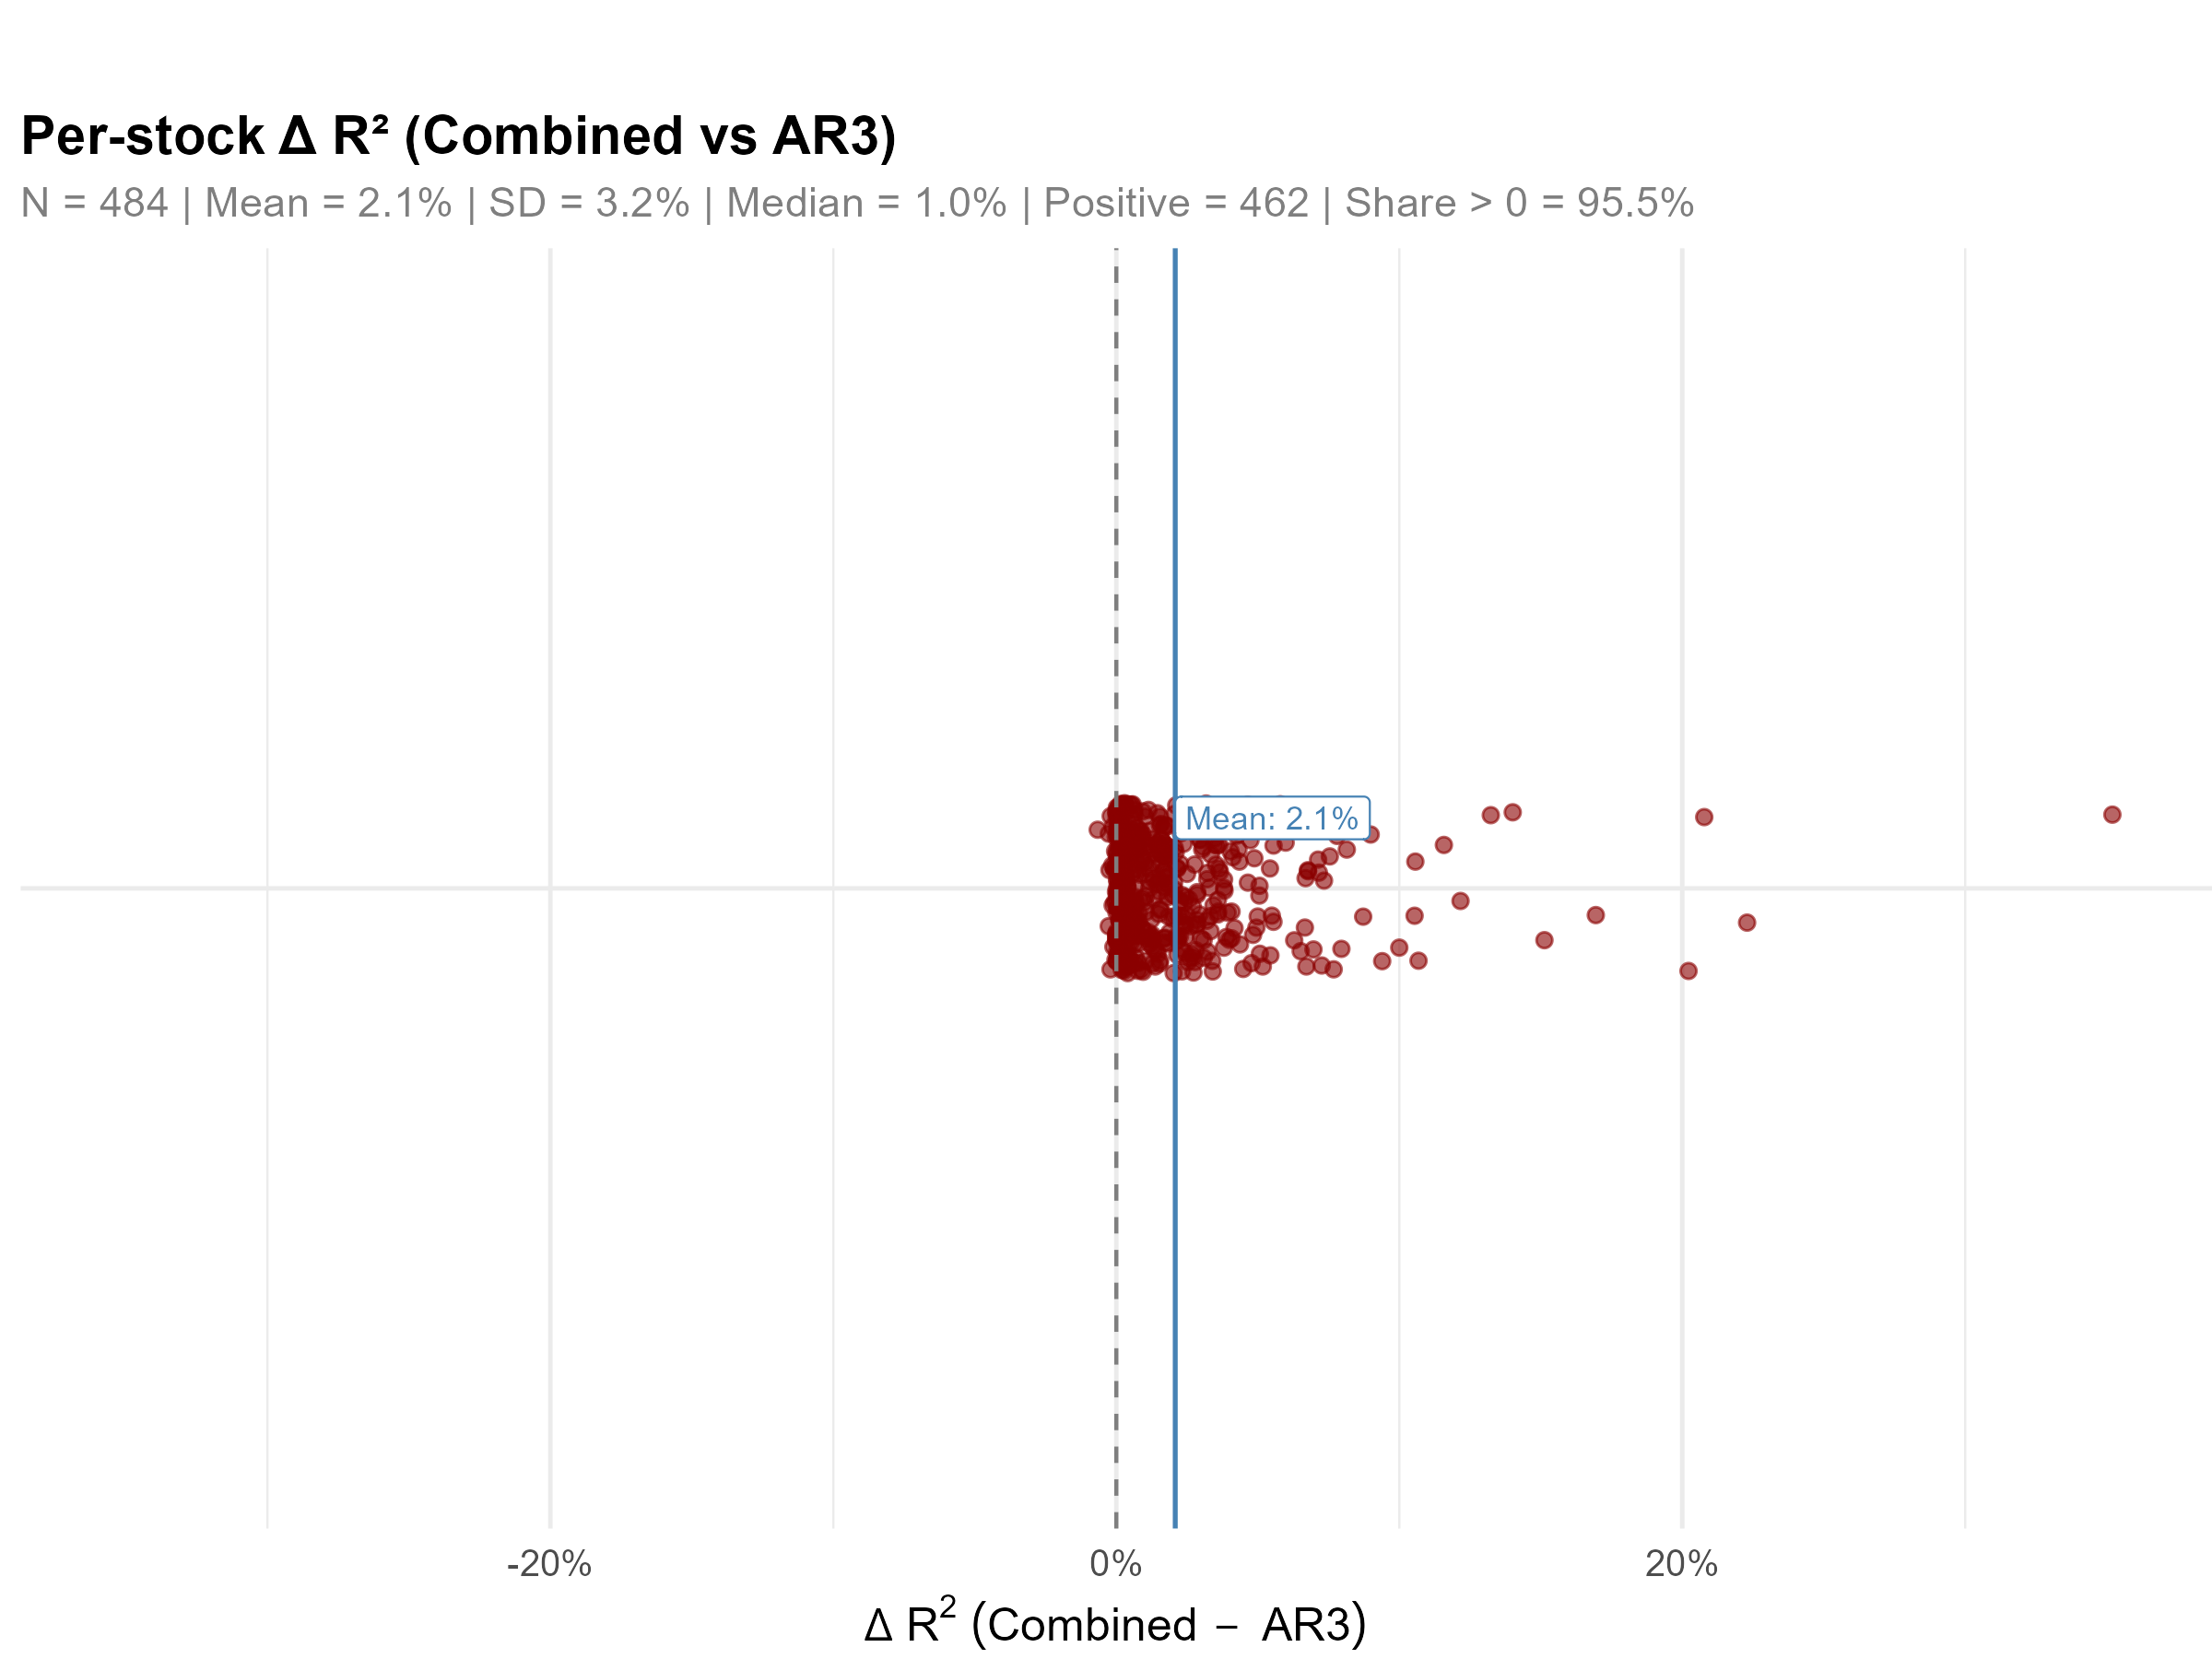 Per-stock Δ R² (Combined vs AR3)
N = 484 | Mean = 2.1% | SD = 3.2% | Median = 1.0% | Positive = 462 | Share > 0 = 95.5%
Mean: 2.1%
-20% 0% 20%
Δ R² (Combined − AR3)